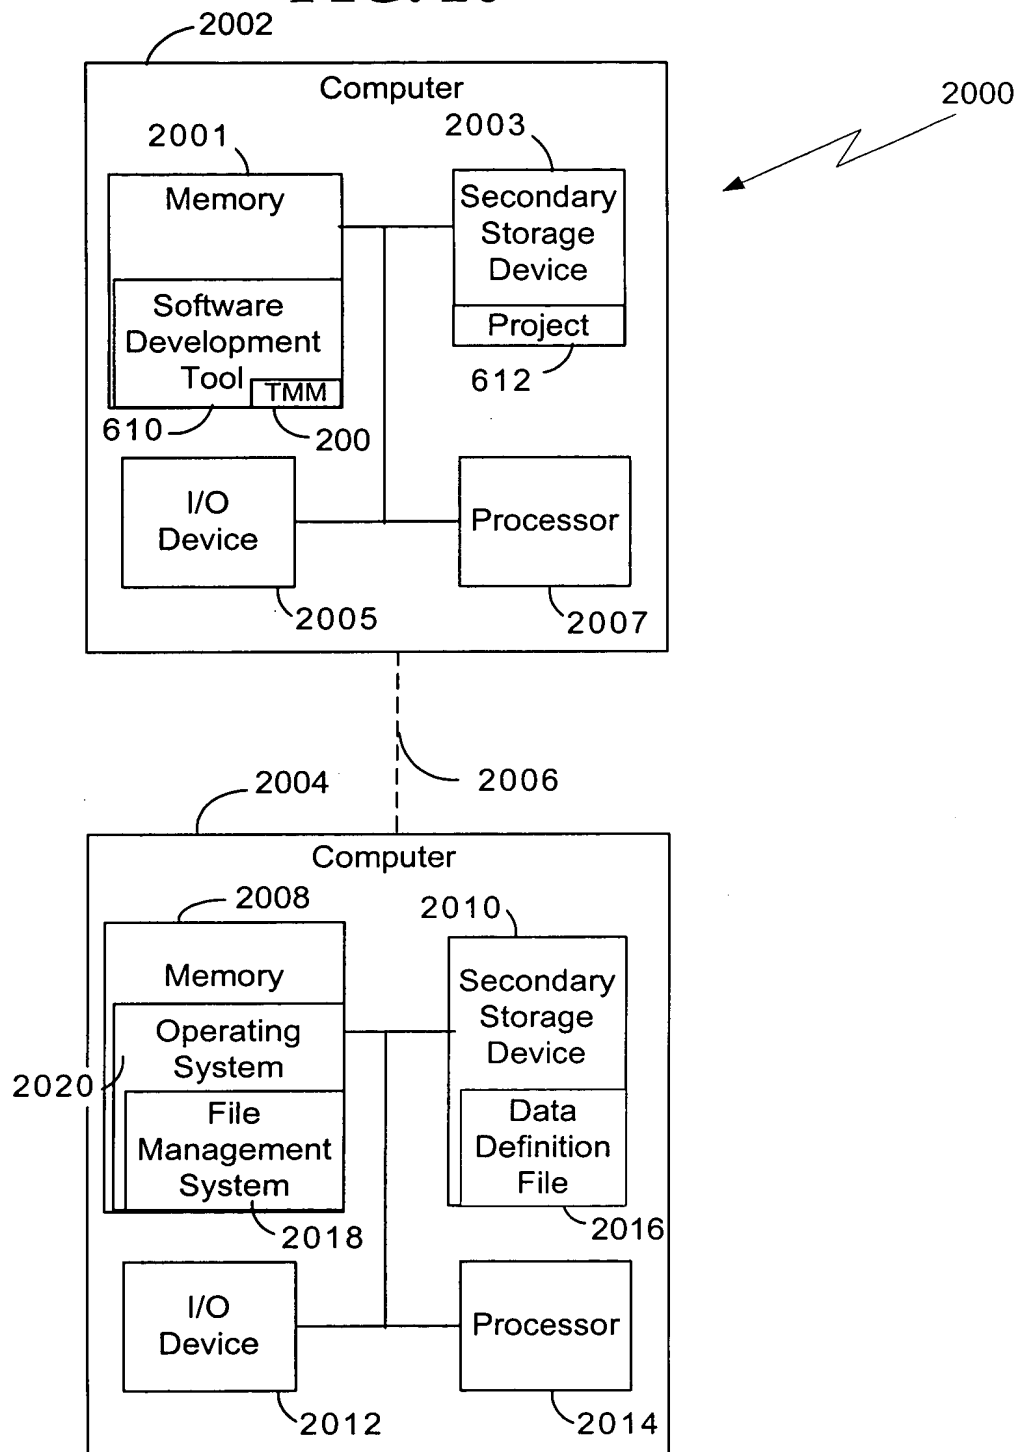 2002
Computer
2000
2001
2003
Memory
Secondary
Storage
Device
Software
Development
Tool
TMM
Project
610
200
612
I/O
Device
Processor
2005
2007
2006
2004
Computer
2008
2010
Memory
Secondary
Storage
Device
Operating
System
2020
File
Management
System
Data
Definition
File
2018
2016
I/O
Device
Processor
2012
2014